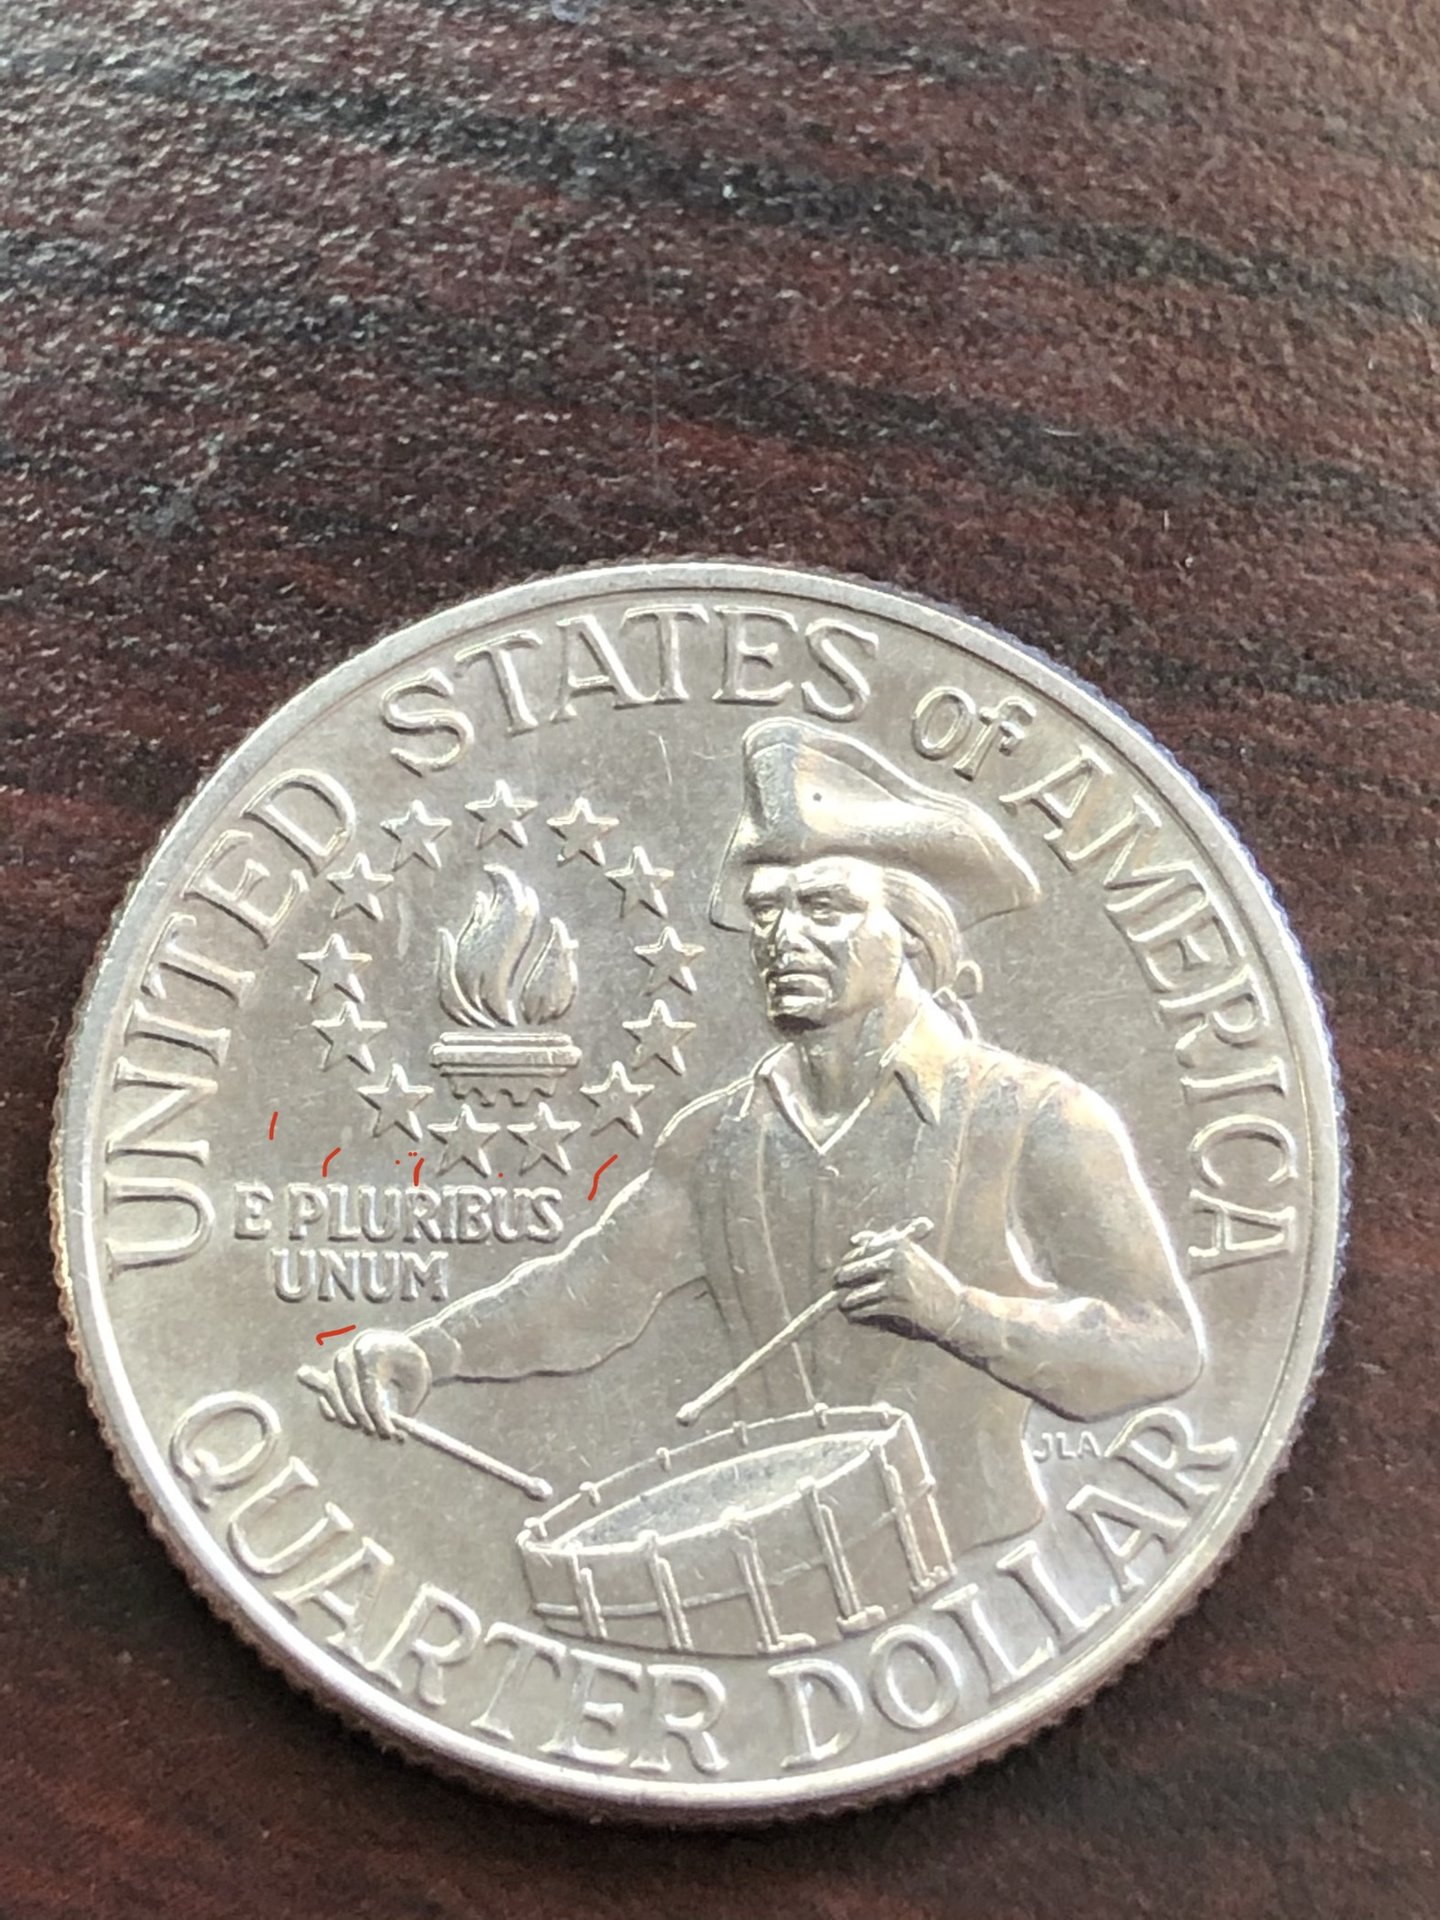 UNITED STATES of AMERICA
E PLURIBUS
UNUM
JLA
QUARTER DOLLAR